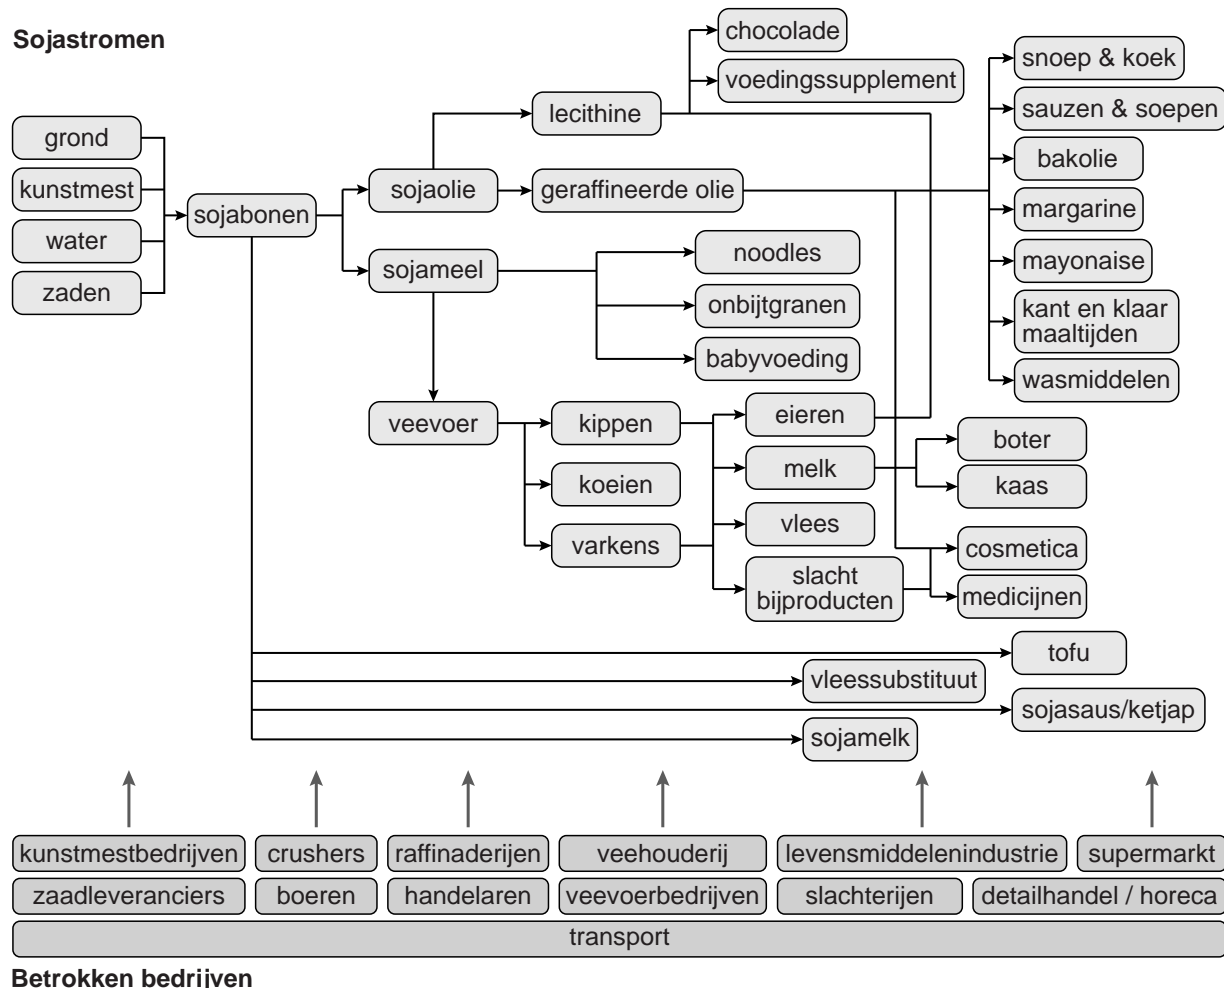 Sojastromen
grond
kunstmest
water
zaden
sojabonen
sojaolie
sojameel
veevoer
lecithine
geraffineerde olie
chocolade
voedingssupplement
noodles
onbijtgranen
babyvoeding
kippen
koeien
varkens
eieren
melk
vlees
slacht
bijproducten
snoep & koek
sauzen & soepen
bakolie
margarine
mayonaise
kant en klaar
maaltijden
wasmiddelen
boter
kaas
cosmetica
medicijnen
tofu
vleessubstituut
sojasaus/ketjap
sojamelk
kunstmestbedrijven
crushers
raffinaderijen
veehouderij
levensmiddelenindustrie
supermarkt
zaadleveranciers
boeren
handelaren
veevoerbedrijven
slachterijen
detailhandel / horeca
transport
Betrokken bedrijven